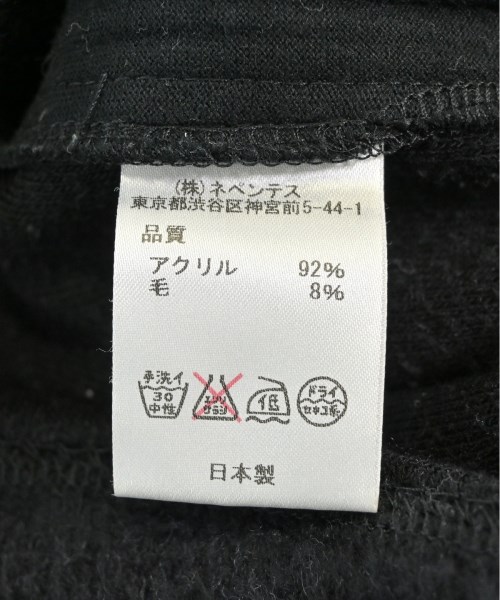 (株)ネペンテス
東京都渋谷区神宮前5-44-1
品質
アクリル 92%
毛 8%
手洗イ
30
中性
エンソ
サラシ
低
ドライ
セキユ系
日本製